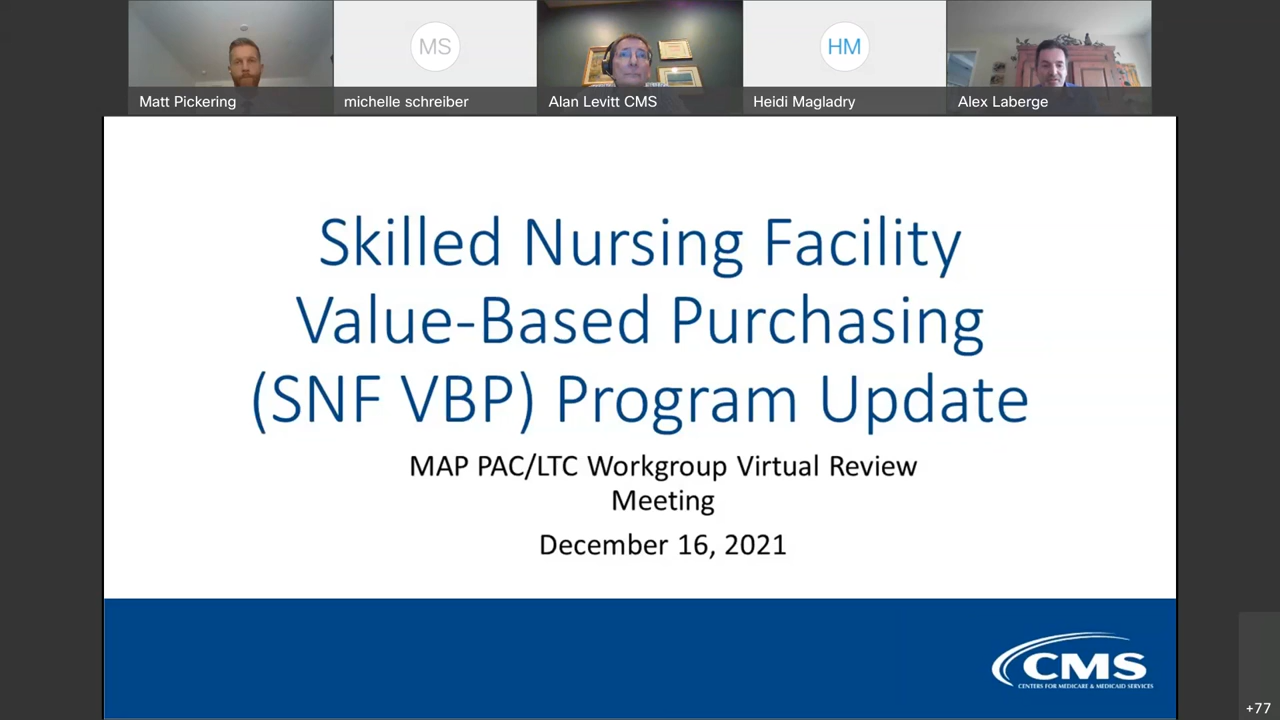 MS
HM
Matt Pickering
michelle schreiber
Alan Levitt CMS
Heidi Magladry
Alex Laberge
Skilled Nursing Facility
Value-Based Purchasing
(SNF VBP) Program Update
MAP PAC/LTC Workgroup Virtual Review
Meeting
December 16, 2021
CMS
CENTERS FOR MEDICARE & MEDICAID SERVICES
+77